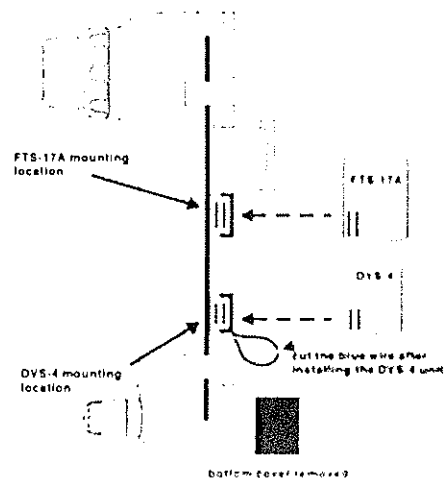 FTS-17A mounting
location
FTS-17A
DVS-4
cut the blue wire after
installing the DVS-4 unit
DVS-4 mounting
location
bottom cover removed